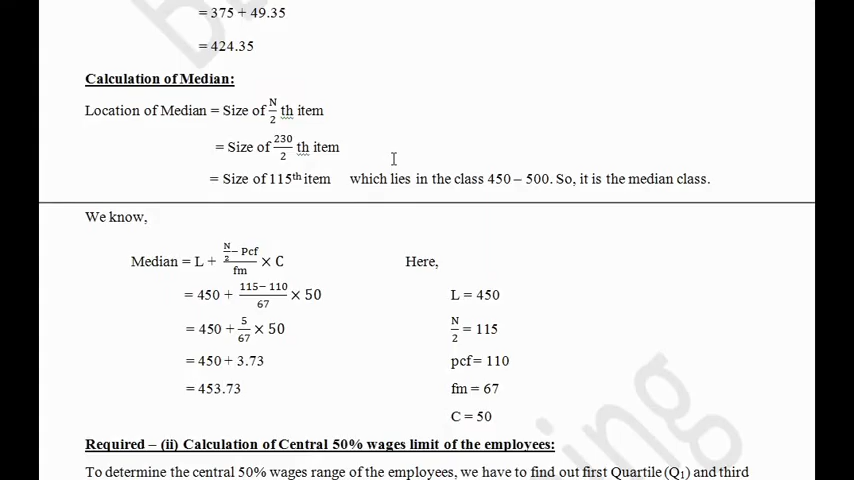 = 375 + 49.35
= 424.35
Calculation of Median:
Location of Median = Size of N/2 th item
= Size of 230/2 th item
= Size of 115th item which lies in the class 450 – 500. So, it is the median class.
We know,
Median = L + (N/2 – Pcf)/fm × C Here,
= 450 + (115– 110)/67 × 50 L = 450
= 450 + 5/67 × 50 N/2 = 115
= 450 + 3.73 pcf = 110
= 453.73 fm = 67
C = 50
Required – (ii) Calculation of Central 50% wages limit of the employees:
To determine the central 50% wages range of the employees, we have to find out first Quartile (Q1) and third